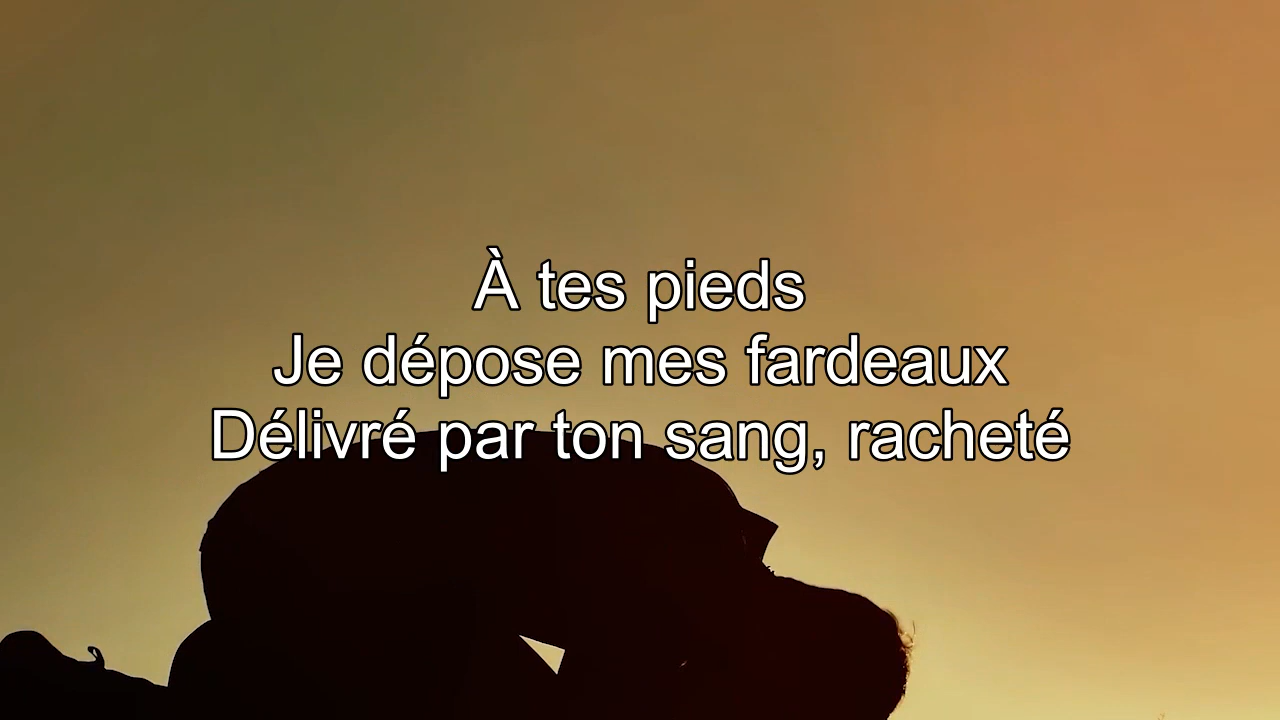 À tes pieds
Je dépose mes fardeaux
Délivré par ton sang, racheté